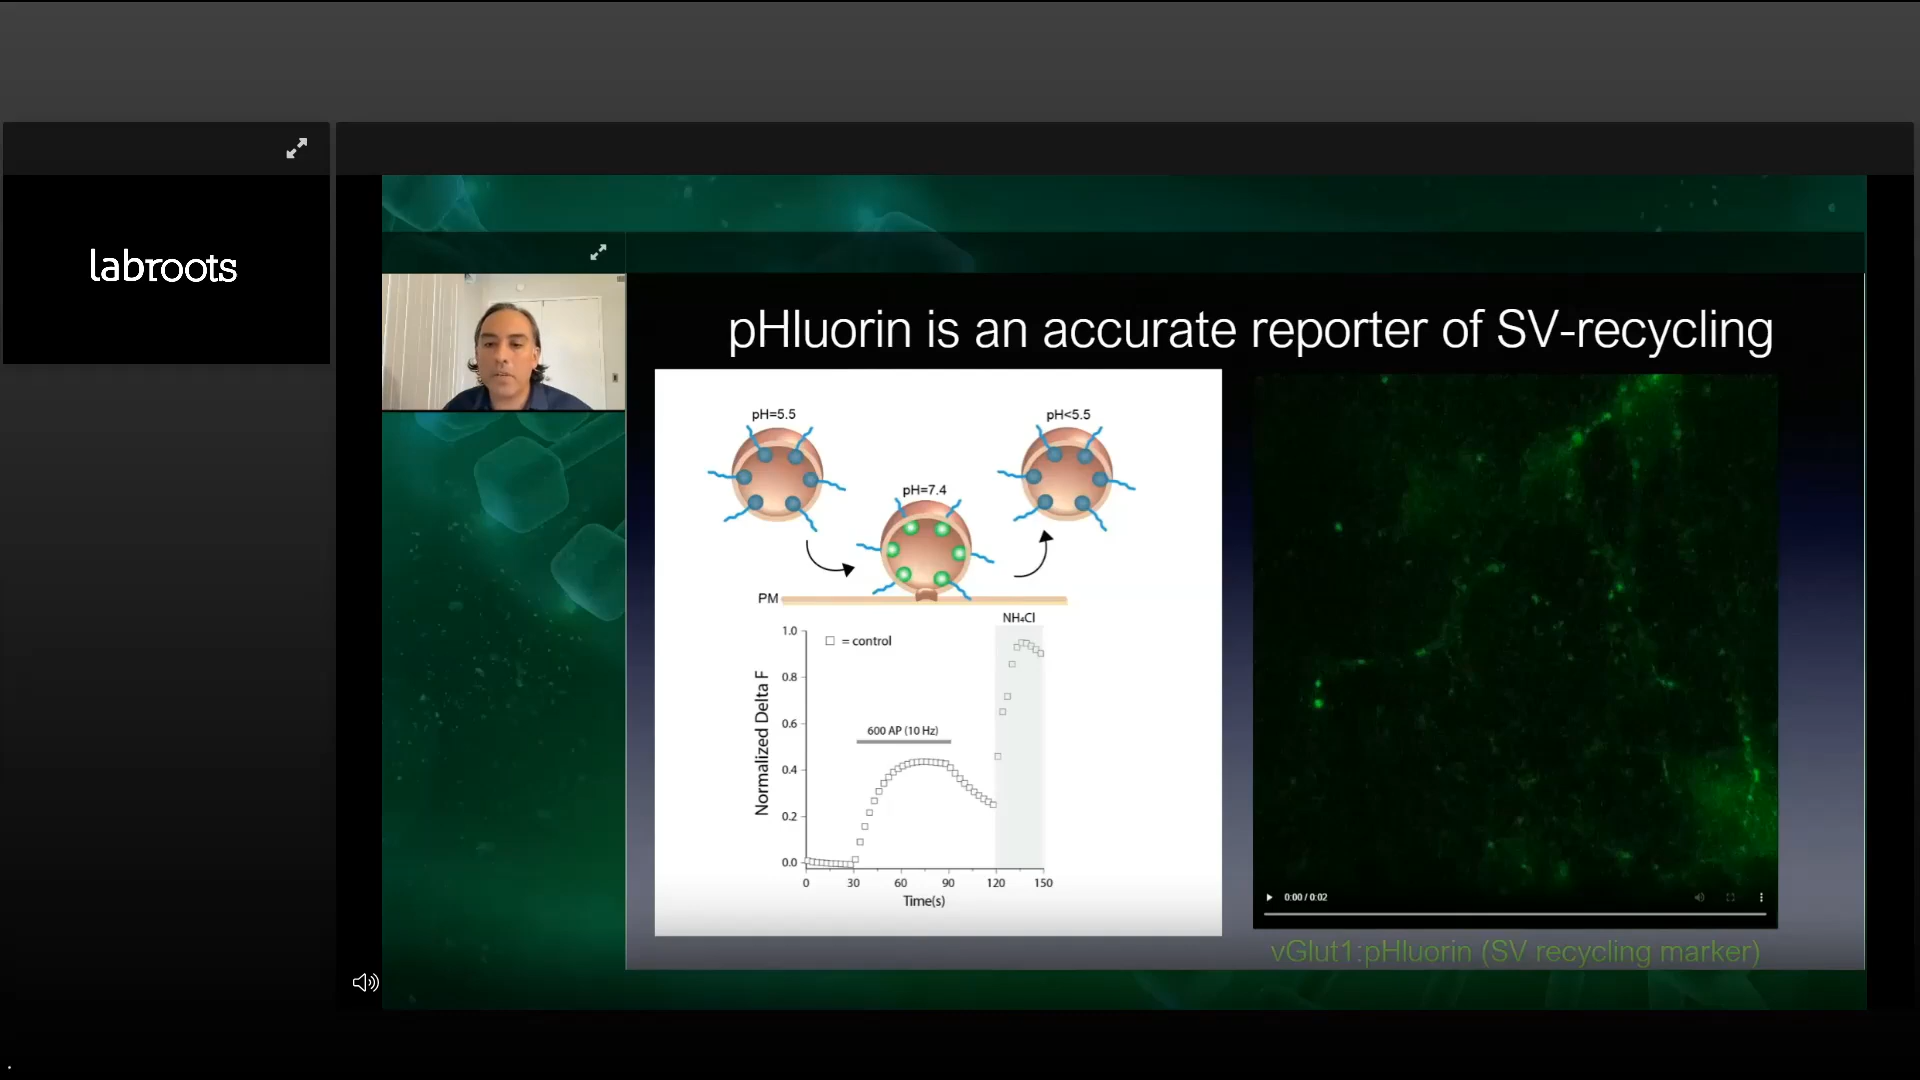 labroots
pHluorin is an accurate reporter of SV-recycling
pH=5.5
pH<5.5
pH=7.4
PM
NH₄Cl
1.0
= control
0.8
0.6
600 AP (10 Hz)
0.4
0.2
0.0
Normalized Delta F
0 30 60 90 120 150
Time(s)
0:00 / 0:02
vGlut1:pHluorin (SV recycling marker)